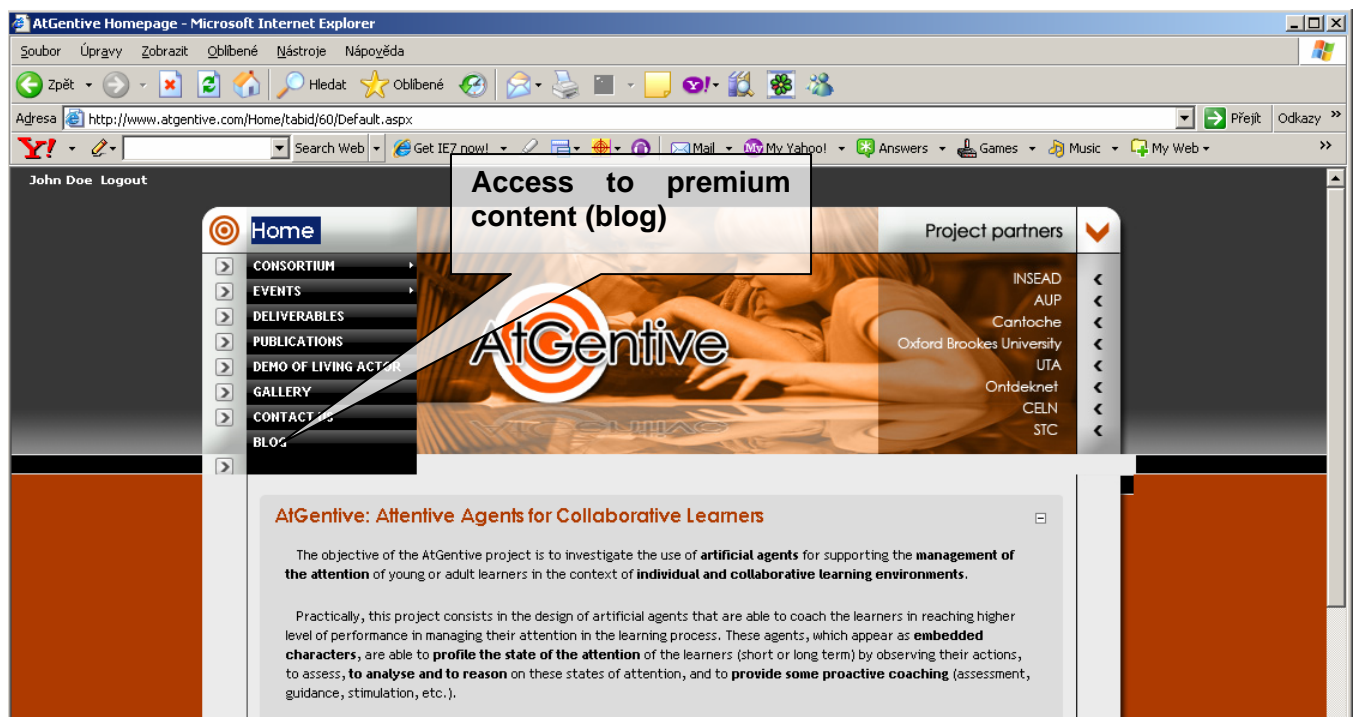 AtGentive Homepage - Microsoft Internet Explorer
Soubor Úpravy Zobrazit Oblíbené Nástroje Nápověda
Zpět Hledat Oblíbené
Adresa http://www.atgentive.com/Home/tabid/60/Default.aspx Přejít Odkazy »
Y! Search Web Get IE7 now! Mail My Yahoo! Answers Games Music My Web »
John Doe Logout
Access to premium
content (blog)
Home
CONSORTIUM
EVENTS
DELIVERABLES
PUBLICATIONS
DEMO OF LIVING ACTOR
GALLERY
CONTACT US
BLOG
AtGentive
Project partners
INSEAD
AUP
Cantoche
Oxford Brookes University
UTA
Ontdeknet
CELN
STC
AtGentive: Attentive Agents for Collaborative Learners
The objective of the AtGentive project is to investigate the use of artificial agents for supporting the management of
the attention of young or adult learners in the context of individual and collaborative learning environments.
Practically, this project consists in the design of artificial agents that are able to coach the learners in reaching higher
level of performance in managing their attention in the learning process. These agents, which appear as embedded
characters, are able to profile the state of the attention of the learners (short or long term) by observing their actions,
to assess, to analyse and to reason on these states of attention, and to provide some proactive coaching (assessment,
guidance, stimulation, etc.).